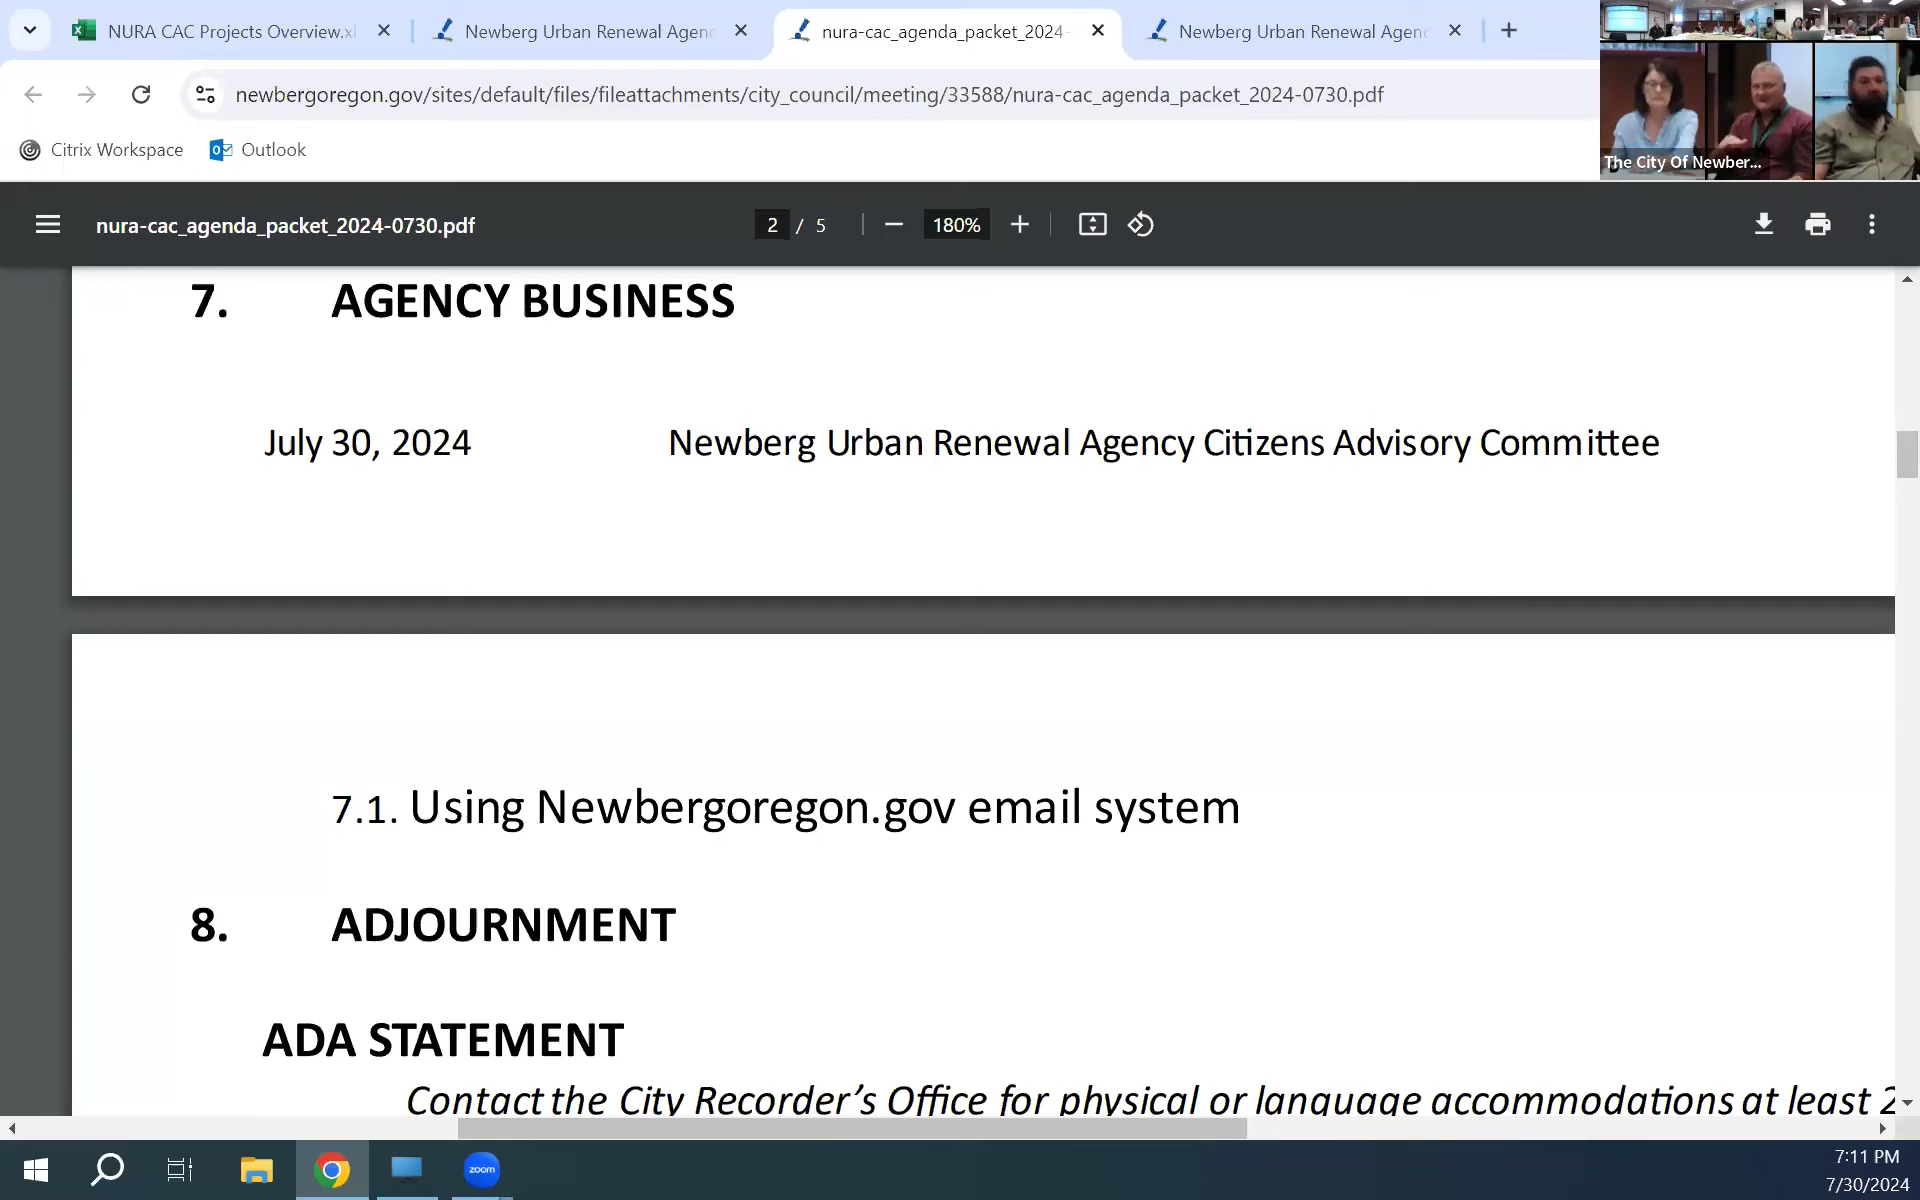 NURA CAC Projects Overview.xl
Newberg Urban Renewal Agenc
nura-cac_agenda_packet_2024-
Newberg Urban Renewal Agenc
newbergoregon.gov/sites/default/files/fileattachments/city_council/meeting/33588/nura-cac_agenda_packet_2024-0730.pdf
Citrix Workspace
Outlook
The City Of Newber...
nura-cac_agenda_packet_2024-0730.pdf
2 / 5
180%
7. AGENCY BUSINESS
July 30, 2024 Newberg Urban Renewal Agency Citizens Advisory Committee
7.1. Using Newbergoregon.gov email system
8. ADJOURNMENT
ADA STATEMENT
Contact the City Recorder's Office for physical or language accommodations at least 2
zoom
7:11 PM
7/30/2024